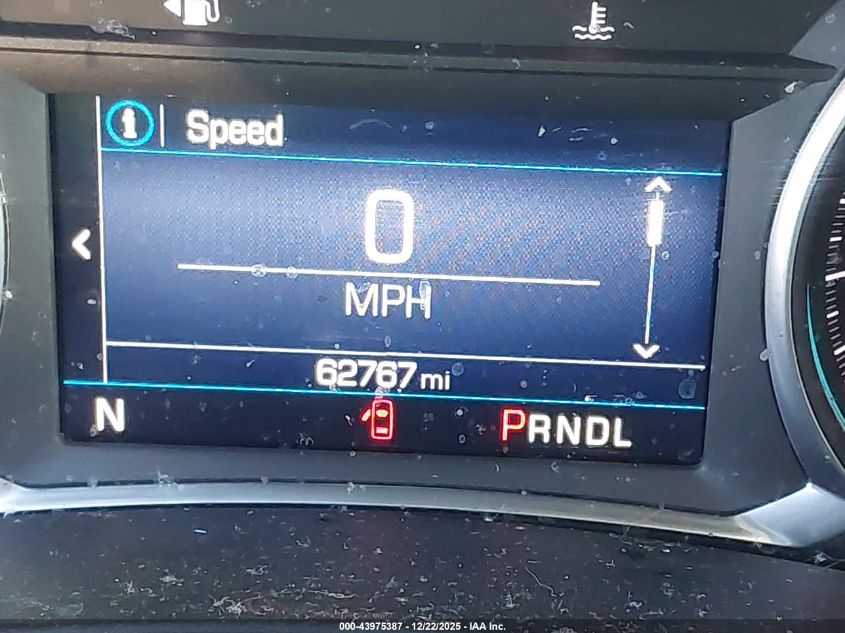 i Speed
0
MPH
62767 mi
N PRNDL
000-43975387 - 12/22/2025 - IAA Inc.